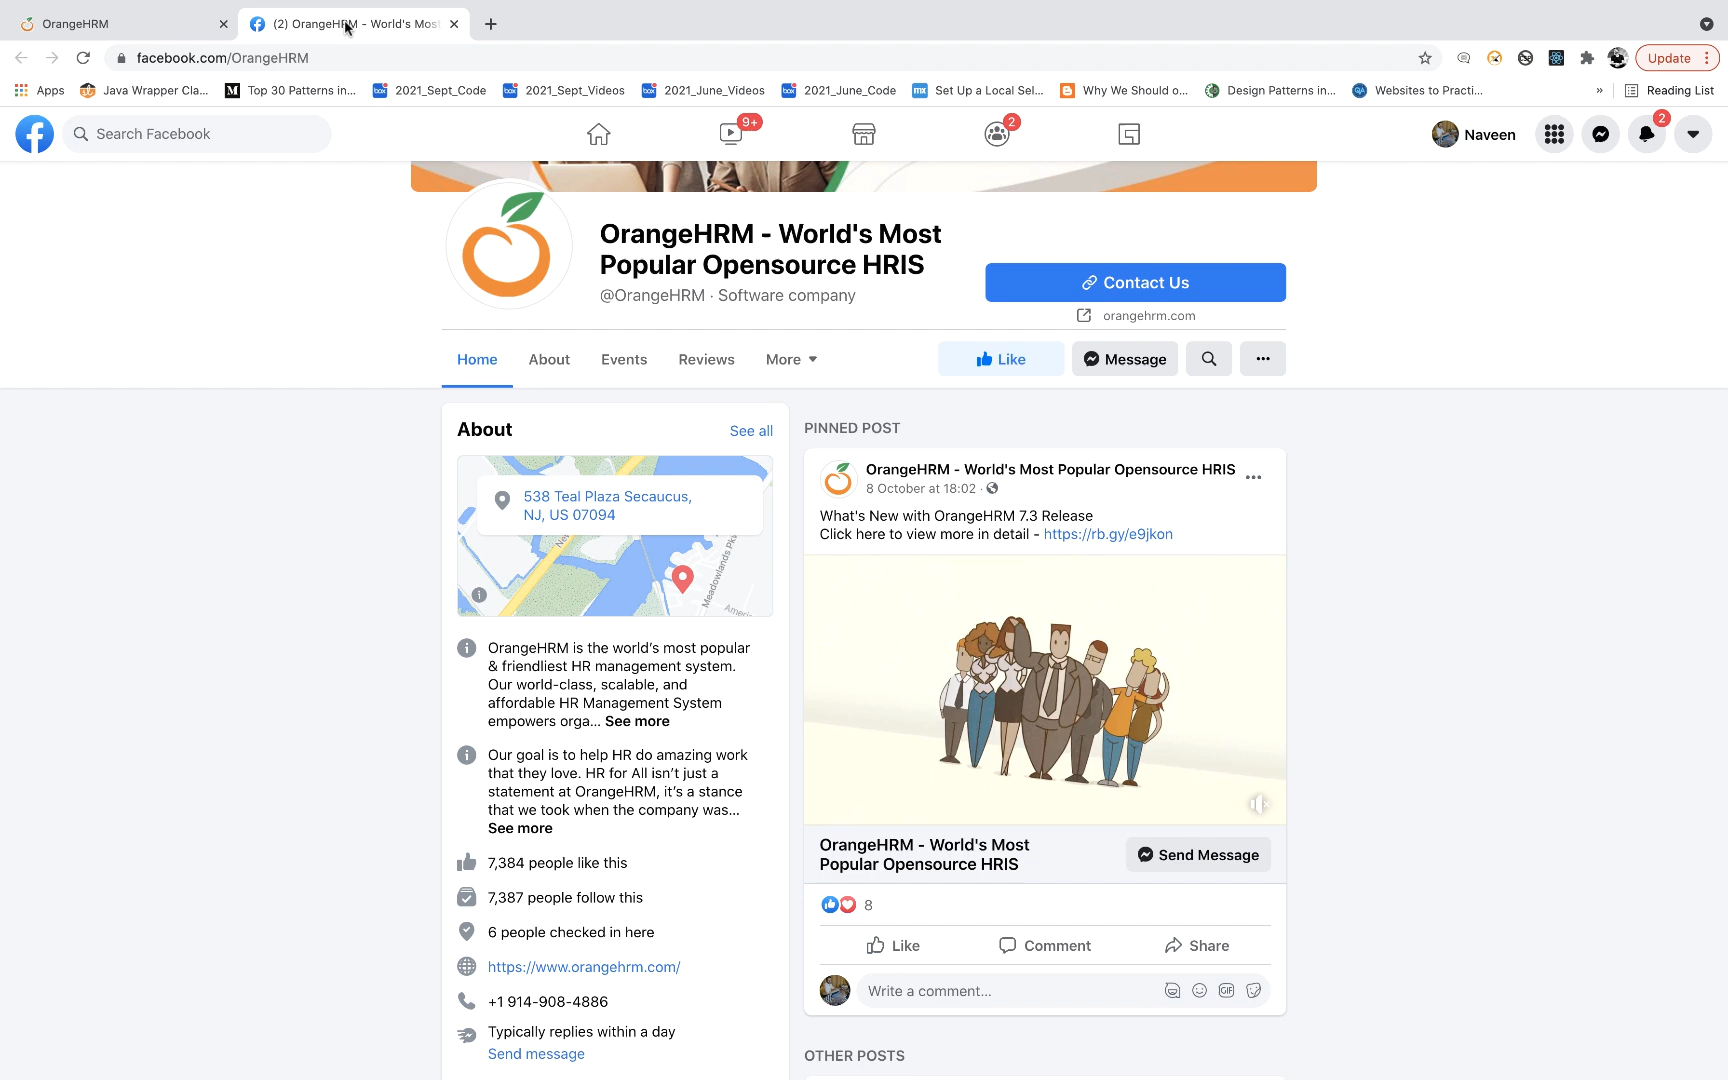 OrangeHRM
(2) OrangeHRM - World's Most
facebook.com/OrangeHRM
Update
Apps
Java Wrapper Cla...
Top 30 Patterns in...
2021_Sept_Code
2021_Sept_Videos
2021_June_Videos
2021_June_Code
Set Up a Local Sel...
Why We Should o...
Design Patterns in...
Websites to Practi...
»
Reading List
Search Facebook
9+
2
Naveen
2
OrangeHRM - World's Most
Popular Opensource HRIS
@OrangeHRM · Software company
Contact Us
orangehrm.com
Home
About
Events
Reviews
More
Like
Message
About
See all
538 Teal Plaza Secaucus,
NJ, US 07094
Meadowlands Pkw
OrangeHRM is the world's most popular
& friendliest HR management system.
Our world-class, scalable, and
affordable HR Management System
empowers orga... See more
Our goal is to help HR do amazing work
that they love. HR for All isn't just a
statement at OrangeHRM, it's a stance
that we took when the company was...
See more
7,384 people like this
7,387 people follow this
6 people checked in here
https://www.orangehrm.com/
+1 914-908-4886
Typically replies within a day
Send message
PINNED POST
OrangeHRM - World's Most Popular Opensource HRIS
8 October at 18:02 ·
What's New with OrangeHRM 7.3 Release
Click here to view more in detail - https://rb.gy/e9jkon
OrangeHRM - World's Most
Popular Opensource HRIS
Send Message
8
Like
Comment
Share
Write a comment...
GIF
OTHER POSTS